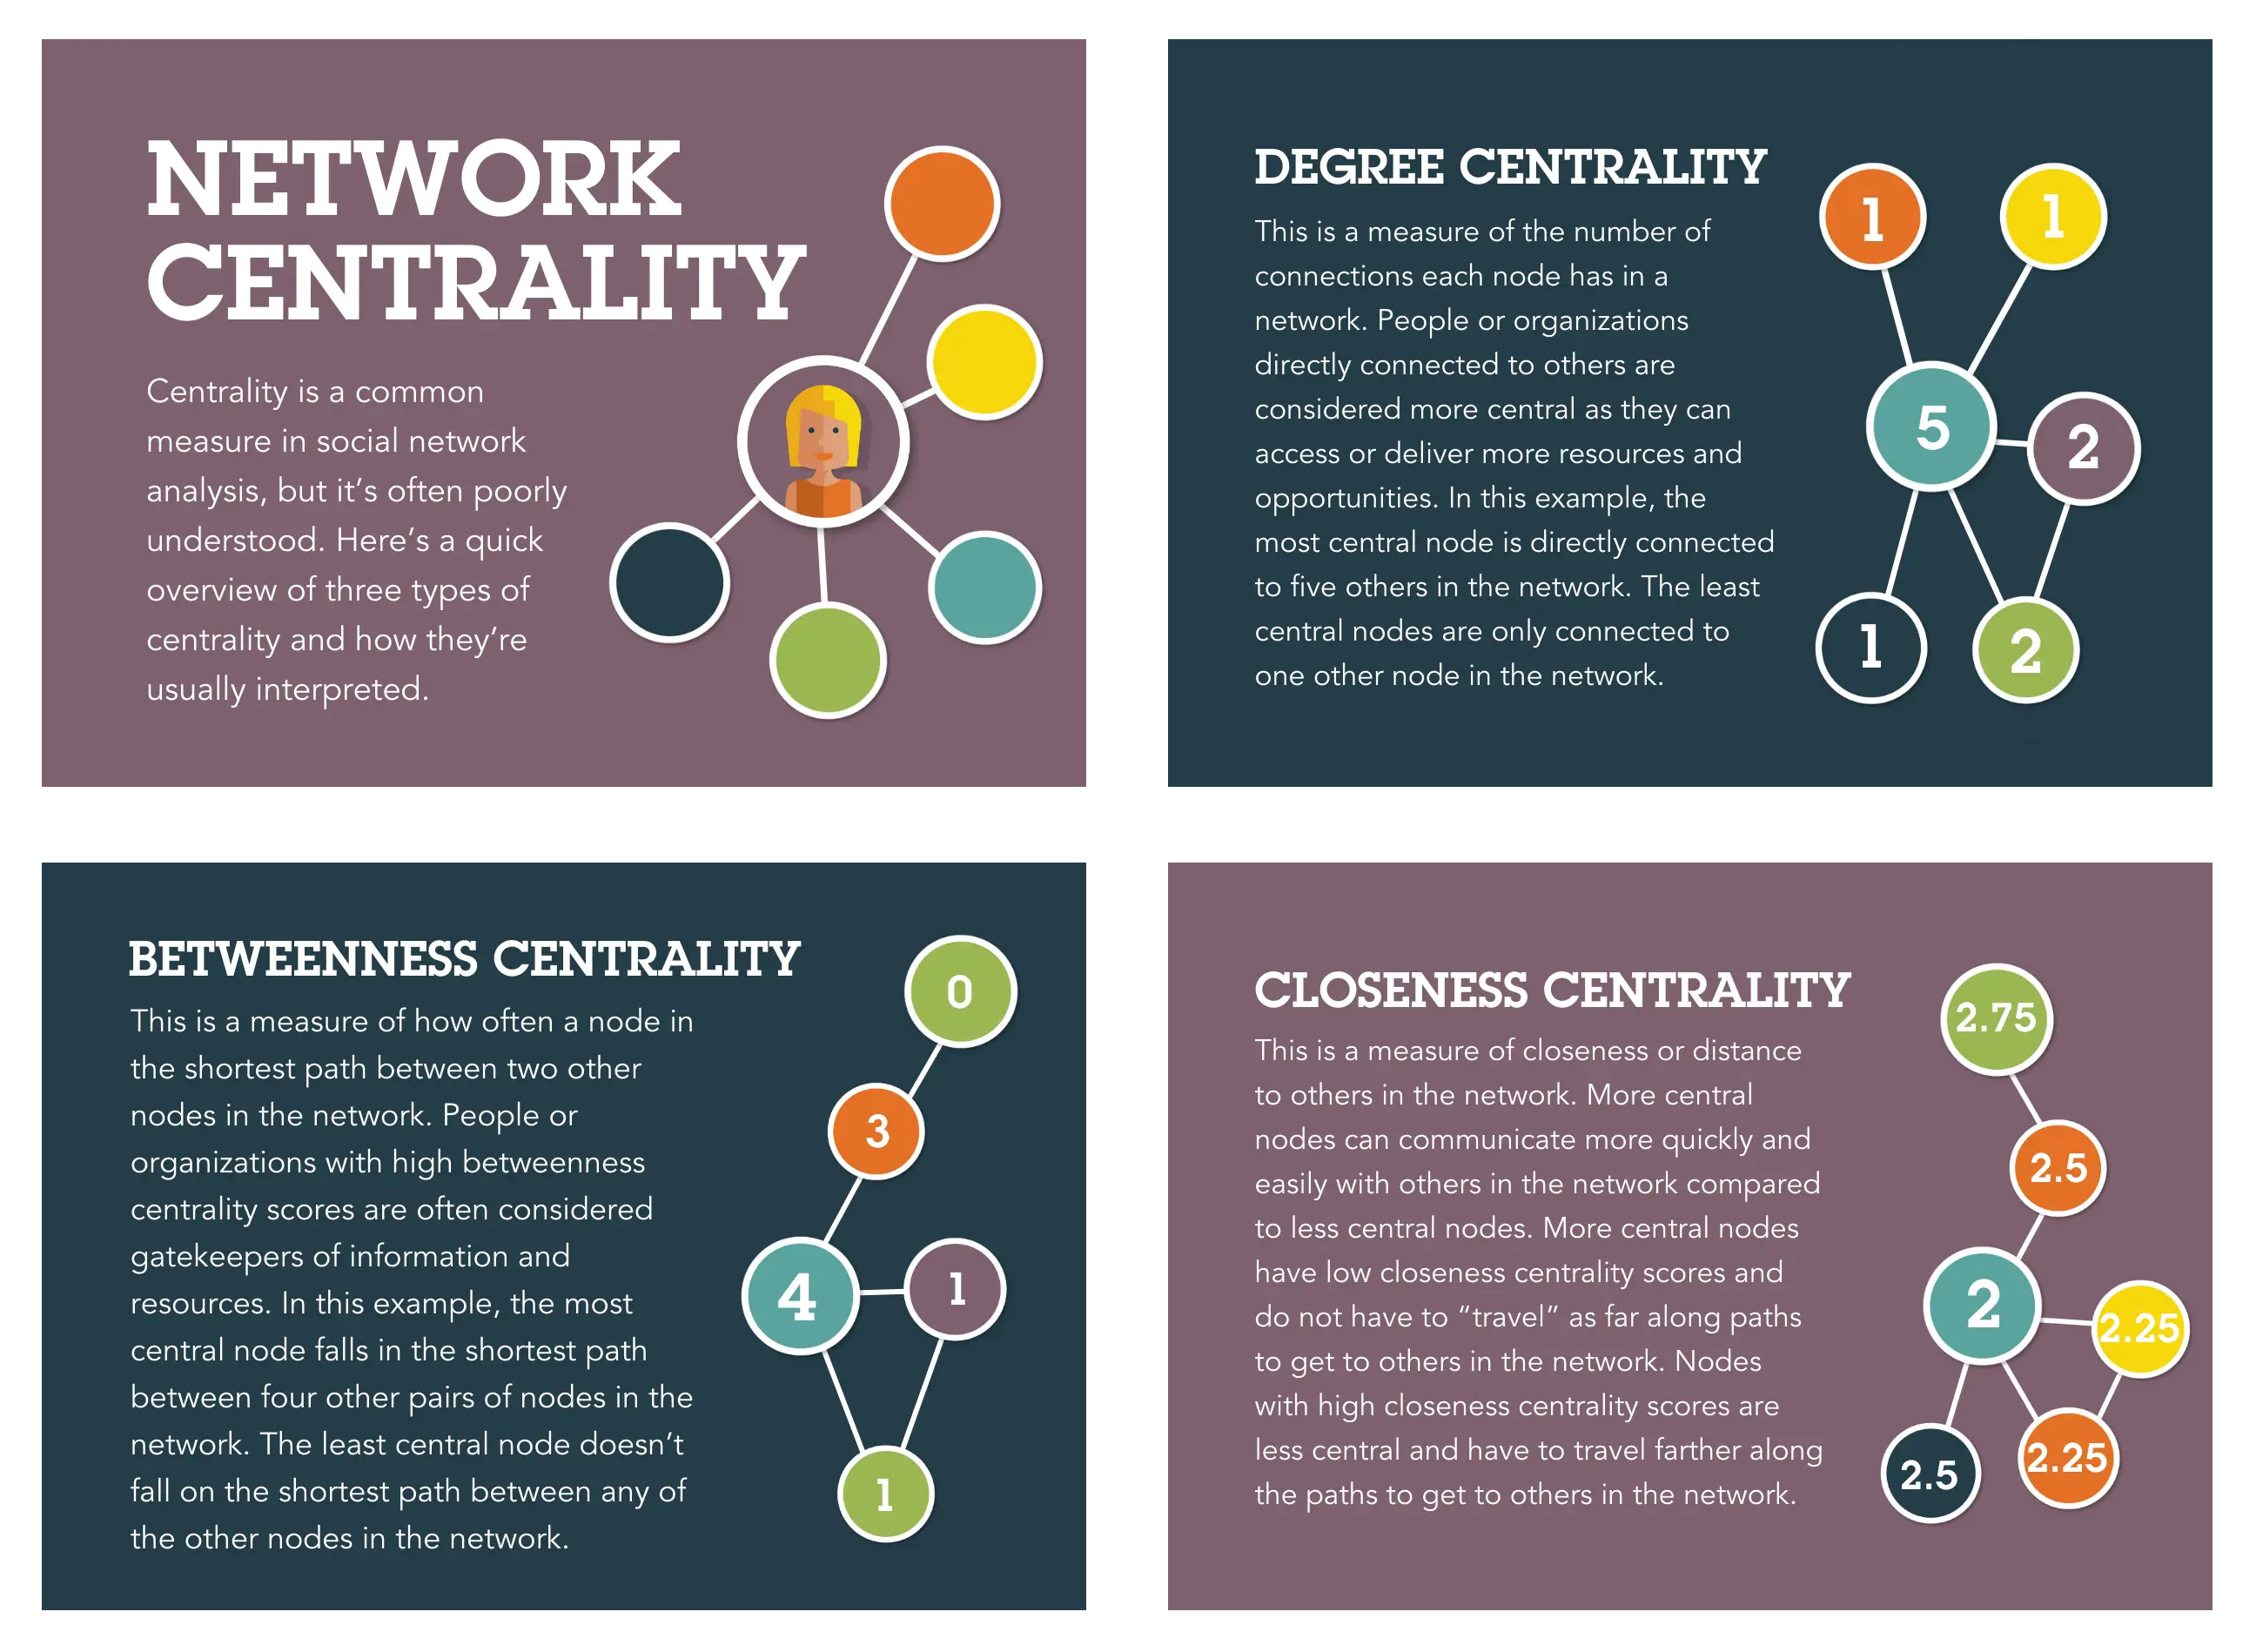 NETWORK
CENTRALITY
Centrality is a common
measure in social network
analysis, but it’s often poorly
understood. Here’s a quick
overview of three types of
centrality and how they’re
usually interpreted.
DEGREE CENTRALITY
This is a measure of the number of
connections each node has in a
network. People or organizations
directly connected to others are
considered more central as they can
access or deliver more resources and
opportunities. In this example, the
most central node is directly connected
to five others in the network. The least
central nodes are only connected to
one other node in the network.
1
1
5
2
1
2
BETWEENNESS CENTRALITY
This is a measure of how often a node in
the shortest path between two other
nodes in the network. People or
organizations with high betweenness
centrality scores are often considered
gatekeepers of information and
resources. In this example, the most
central node falls in the shortest path
between four other pairs of nodes in the
network. The least central node doesn’t
fall on the shortest path between any of
the other nodes in the network.
0
3
4
1
1
CLOSENESS CENTRALITY
This is a measure of closeness or distance
to others in the network. More central
nodes can communicate more quickly and
easily with others in the network compared
to less central nodes. More central nodes
have low closeness centrality scores and
do not have to “travel” as far along paths
to get to others in the network. Nodes
with high closeness centrality scores are
less central and have to travel farther along
the paths to get to others in the network.
2.75
2.5
2
2.25
2.5
2.25